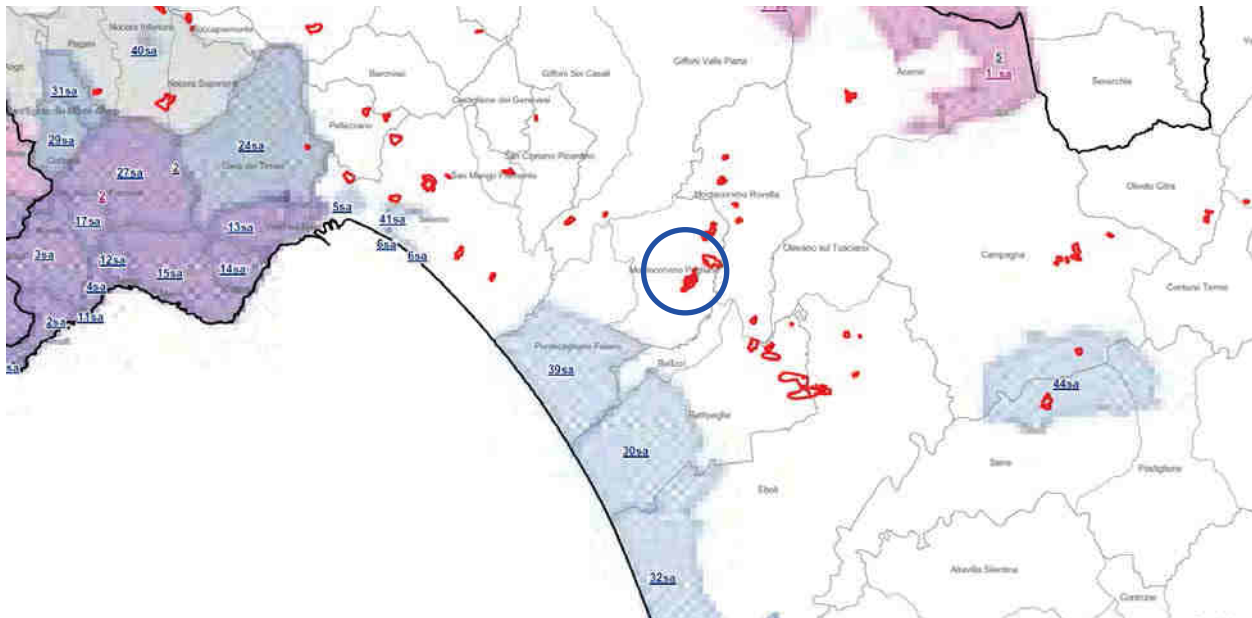 Nocera Inferiore
Roccapiemonte
Pagani
40sa
Nocera Superiore
Baronissi
Giffoni Sei Casali
Giffoni Valle Piana
Acerno
5
Senerchia
31sa
Castiglione dei Genovesi
Pellezzano
29sa
24sa
Cava dei Tirreni
San Cipriano Picentino
27sa
2
San Mango Piemonte
Montecorvino Rovella
Oliveto Citra
2
5sa
41sa
Salerno
17sa
13sa
6sa
6sa
Olevano sul Tusciano
3sa
12sa
15sa
14sa
Campagna
Montecorvino Pugliano
4sa
Contursi Terme
2sa
11sa
Pontecagnano Faiano
39sa
Bellizzi
44sa
Battipaglia
30sa
Serre
Postiglione
Eboli
32sa
Altavilla Silentina
Controne